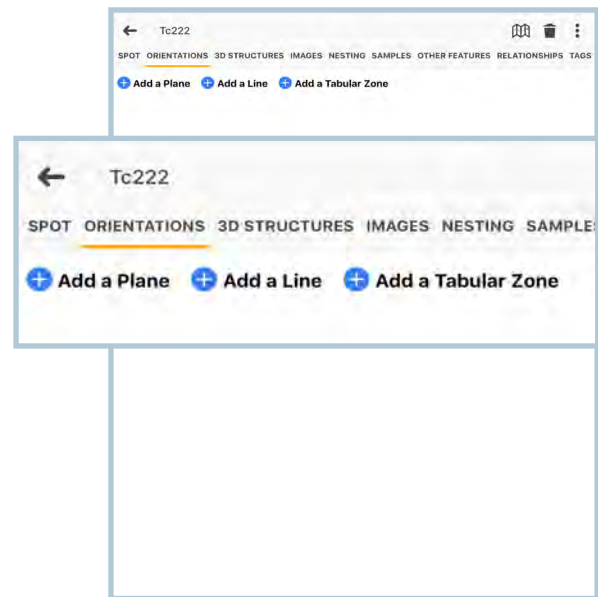 Tc222
SPOT ORIENTATIONS 3D STRUCTURES IMAGES NESTING SAMPLES OTHER FEATURES RELATIONSHIPS TAGS
Add a Plane Add a Line Add a Tabular Zone
Tc222
SPOT ORIENTATIONS 3D STRUCTURES IMAGES NESTING SAMPLE
Add a Plane Add a Line Add a Tabular Zone